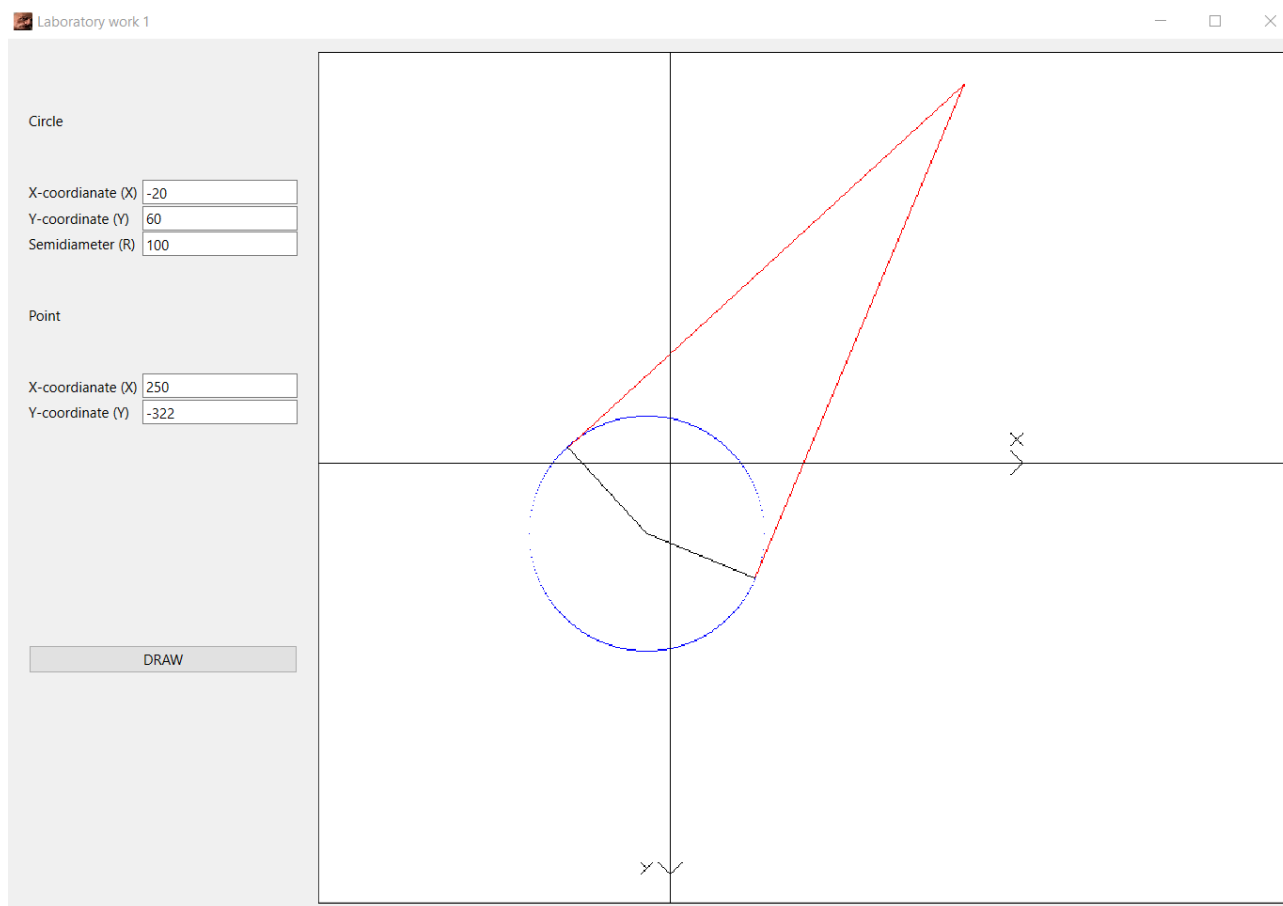 Laboratory work 1
Circle
X-coordianate (X) -20
Y-coordinate (Y) 60
Semidiameter (R) 100
Point
X-coordianate (X) 250
Y-coordinate (Y) -322
DRAW
X
Y